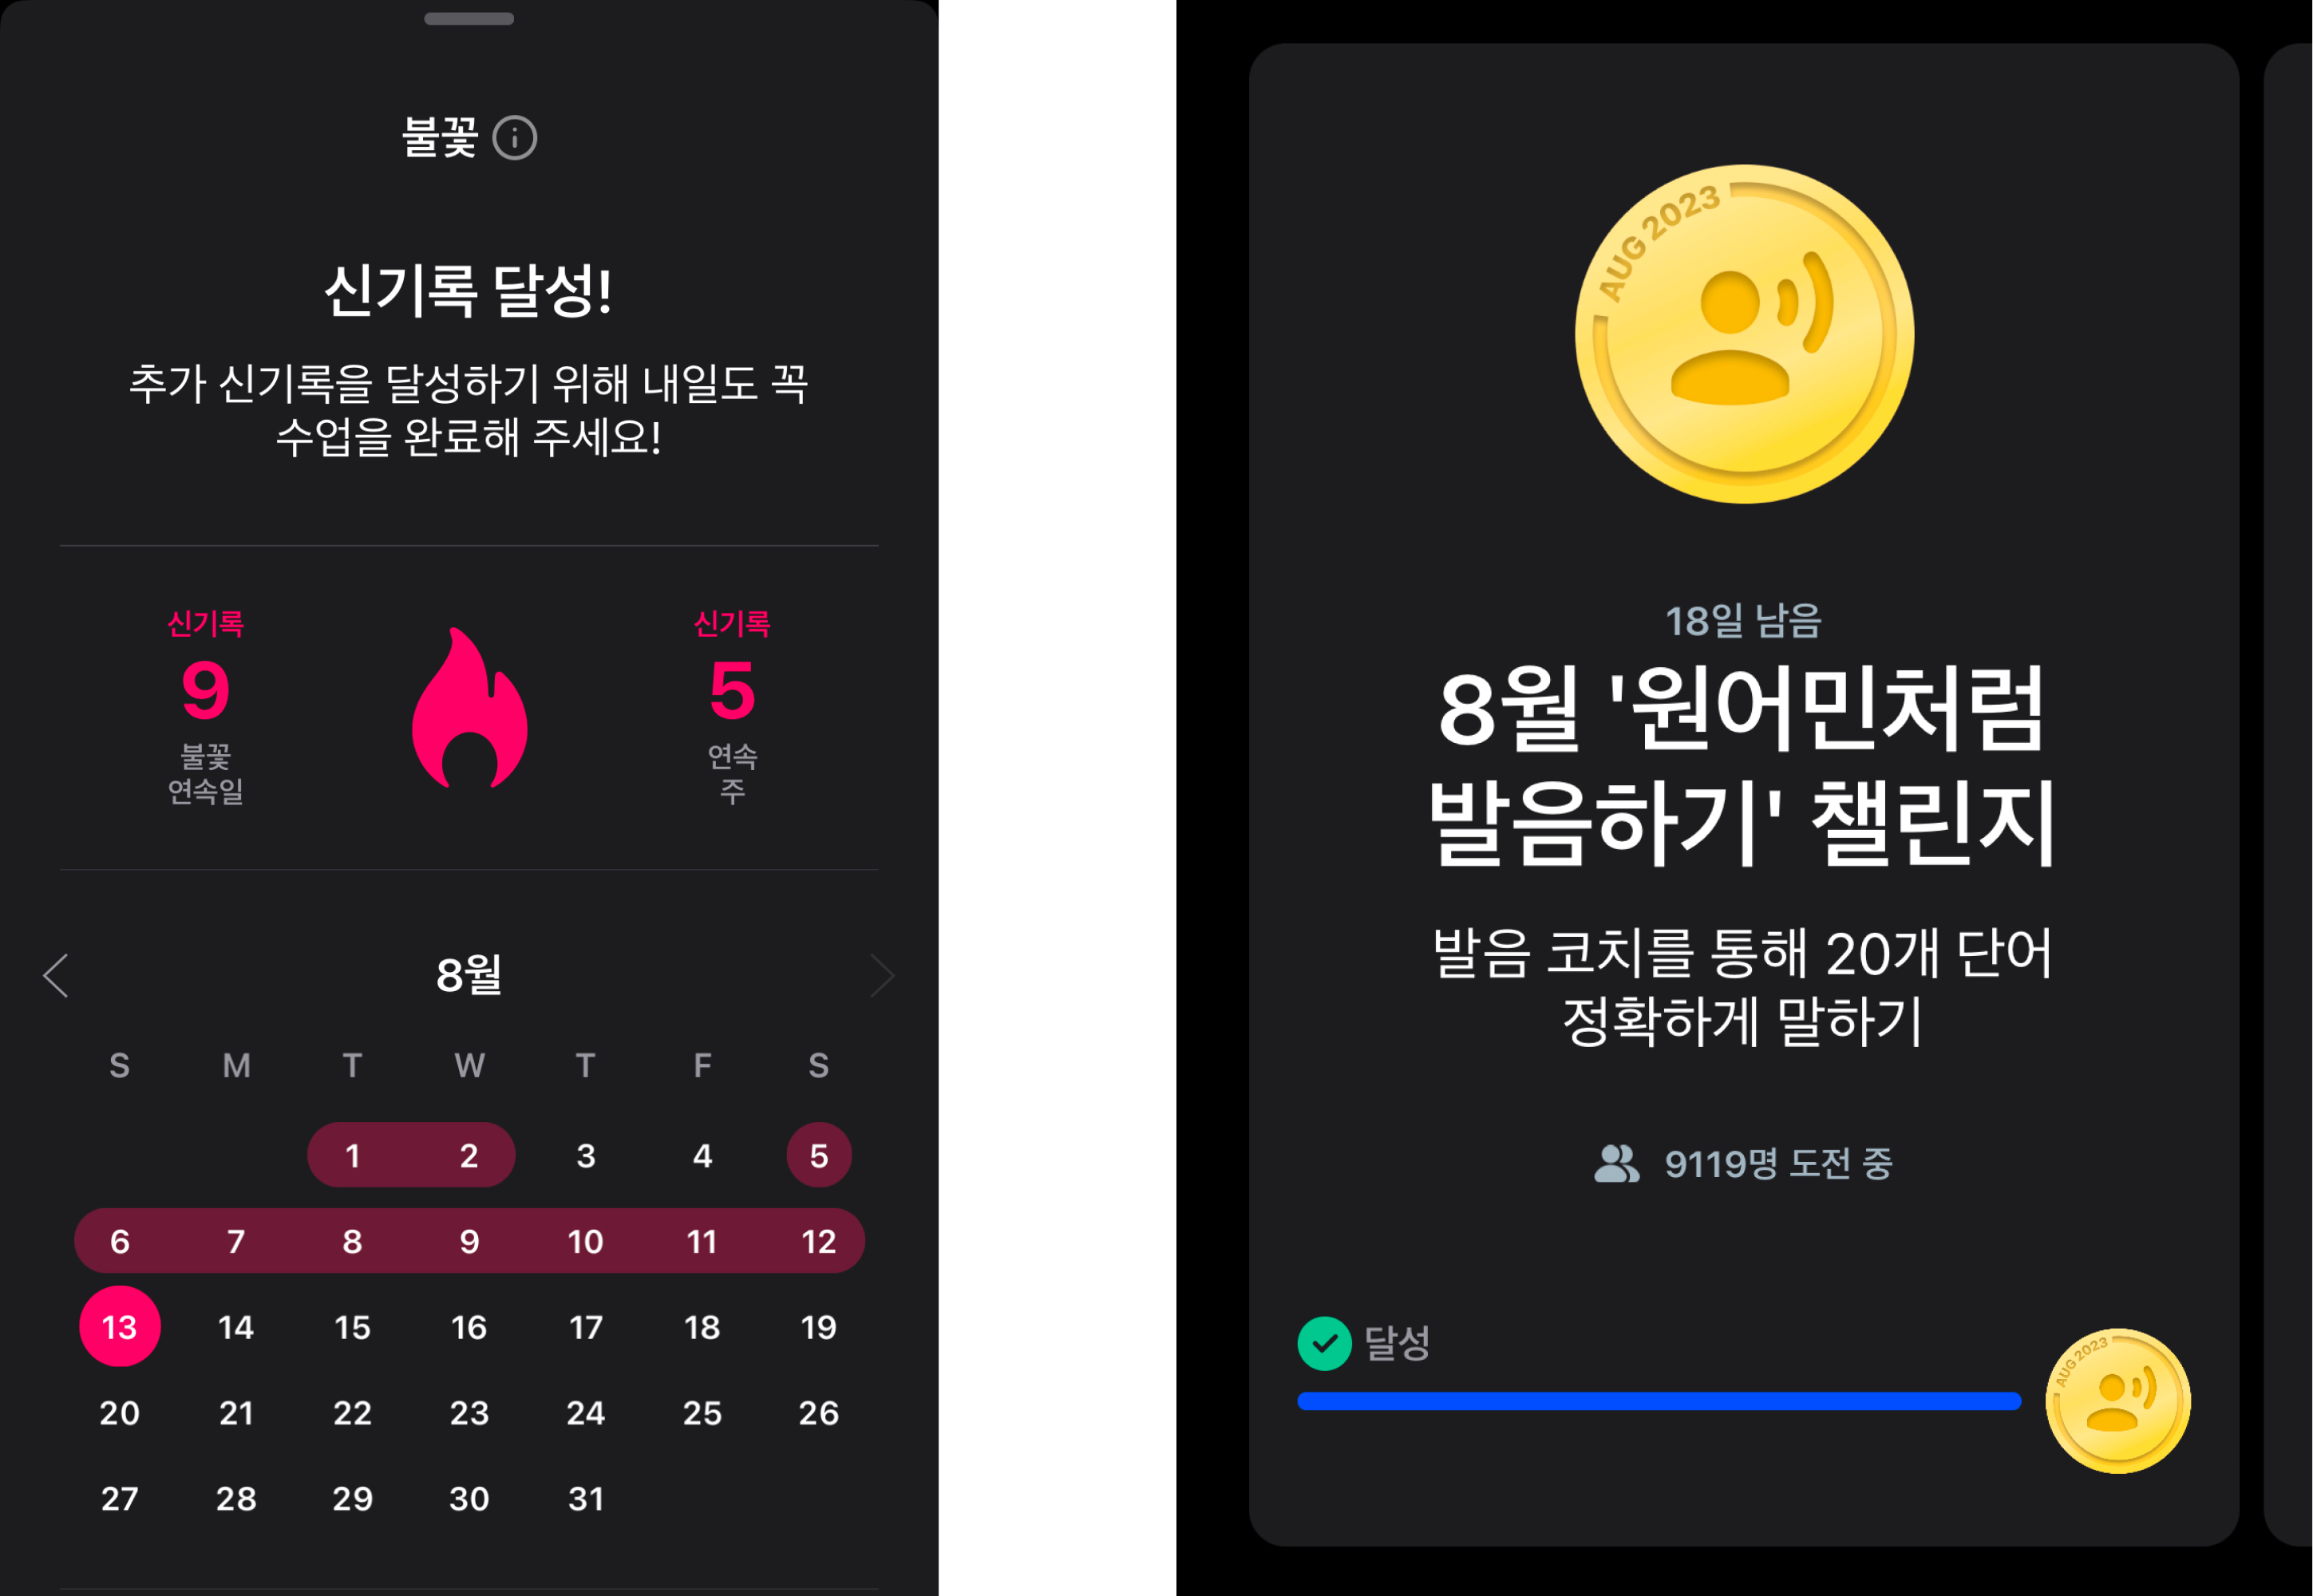 불꽃
신기록 달성!
추가 신기록을 달성하기 위해 내일도 꼭
수업을 완료해 주세요!
신기록
9
불꽃
연속일
신기록
5
연속
주
8월
S M T W T F S
1 2 3 4 5
6 7 8 9 10 11 12
13 14 15 16 17 18 19
20 21 22 23 24 25 26
27 28 29 30 31
AUG 2023
18일 남음
8월 '원어민처럼
발음하기' 챌린지
발음 코치를 통해 20개 단어
정확하게 말하기
9119명 도전 중
달성
AUG 2023